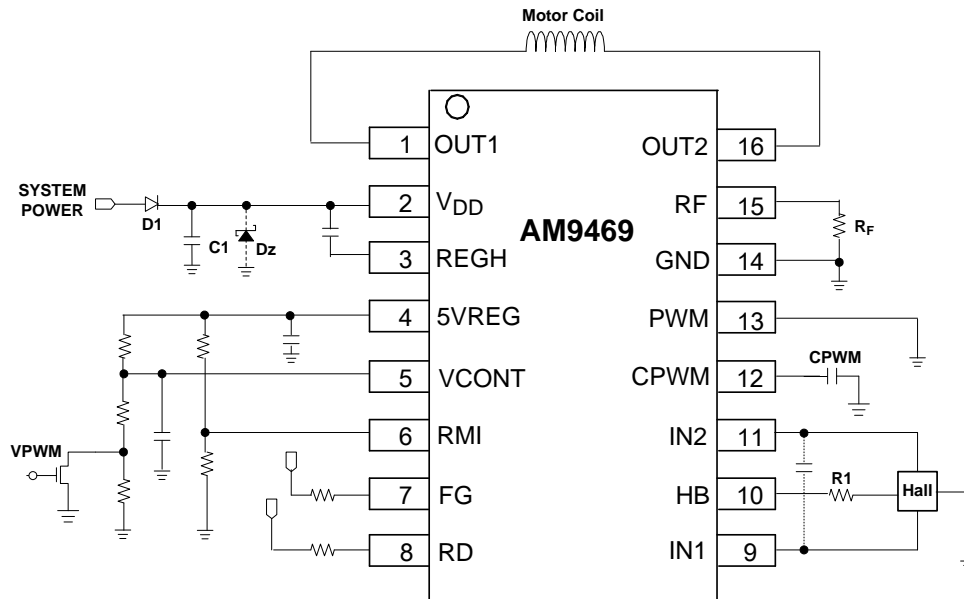 Motor Coil
1 OUT1
OUT2 16
SYSTEM
POWER
D1
C1
Dz
2 VDD
RF 15
RF
AM9469
3 REGH
GND 14
4 5VREG
PWM 13
CPWM
5 VCONT
CPWM 12
VPWM
6 RMI
IN2 11
7 FG
HB 10
R1
Hall
8 RD
IN1 9